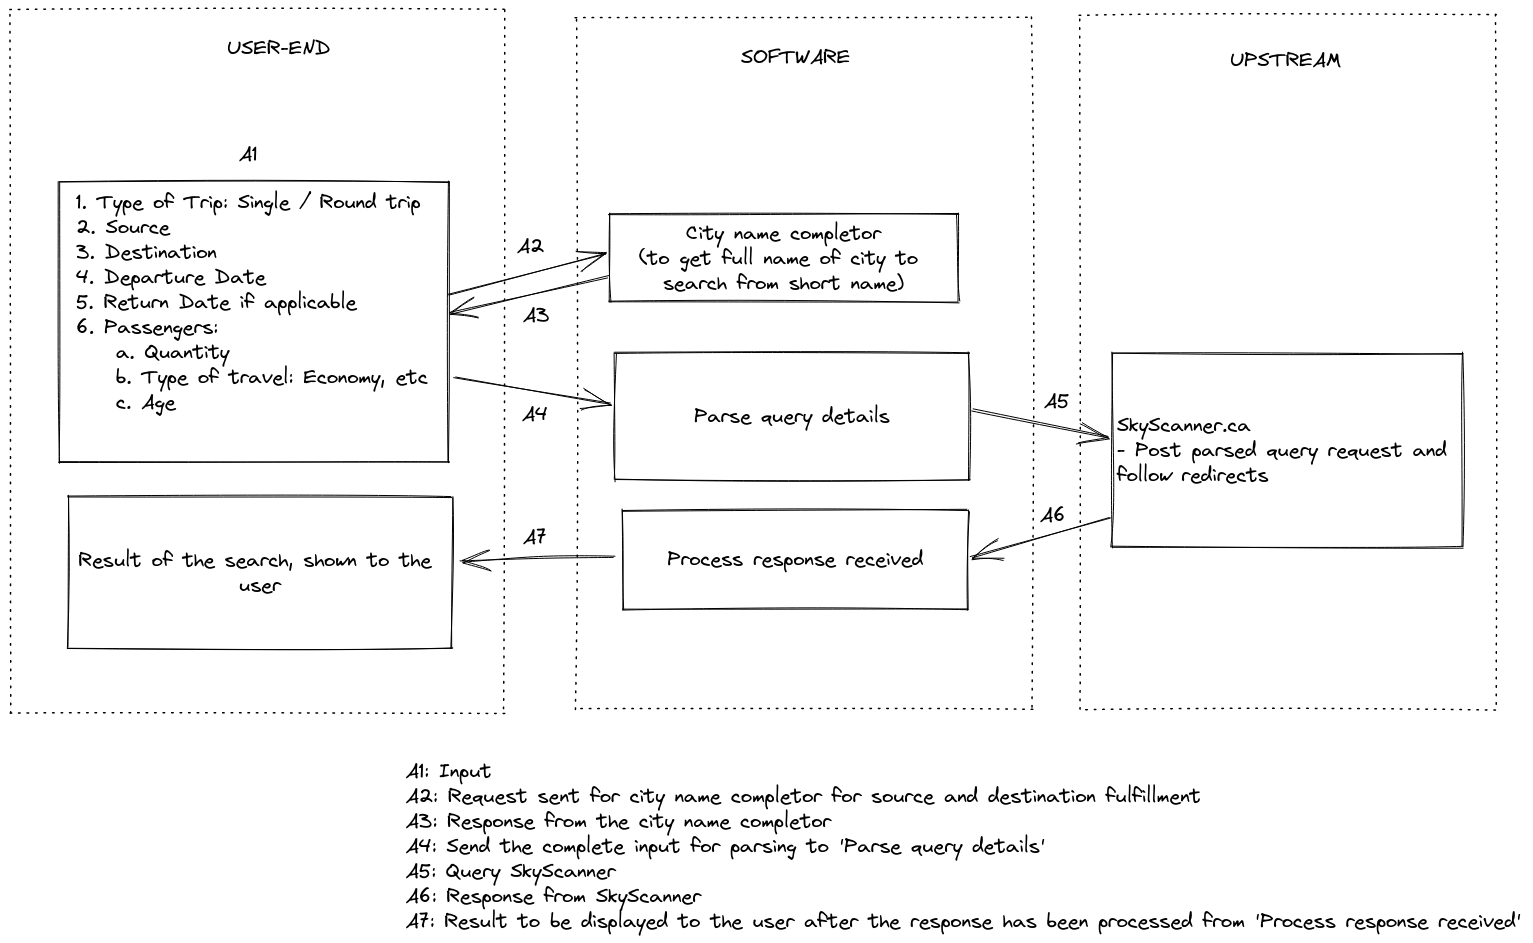 USER-END
SOFTWARE
UPSTREAM
A1
1. Type of Trip: Single / Round trip
2. Source
3. Destination
4. Departure Date
5. Return Date if applicable
6. Passengers:
a. Quantity
b. Type of travel: Economy, etc
c. Age
A2
A3
City name completor
(to get full name of city to
search from short name)
A4
Parse query details
A5
SkyScanner.ca
- Post parsed query request and
follow redirects
A6
Process response received
A7
Result of the search, shown to the
user
A1: Input
A2: Request sent for city name completor for source and destination fulfillment
A3: Response from the city name completor
A4: Send the complete input for parsing to 'Parse query details'
A5: Query SkyScanner
A6: Response from SkyScanner
A7: Result to be displayed to the user after the response has been processed from 'Process response received'